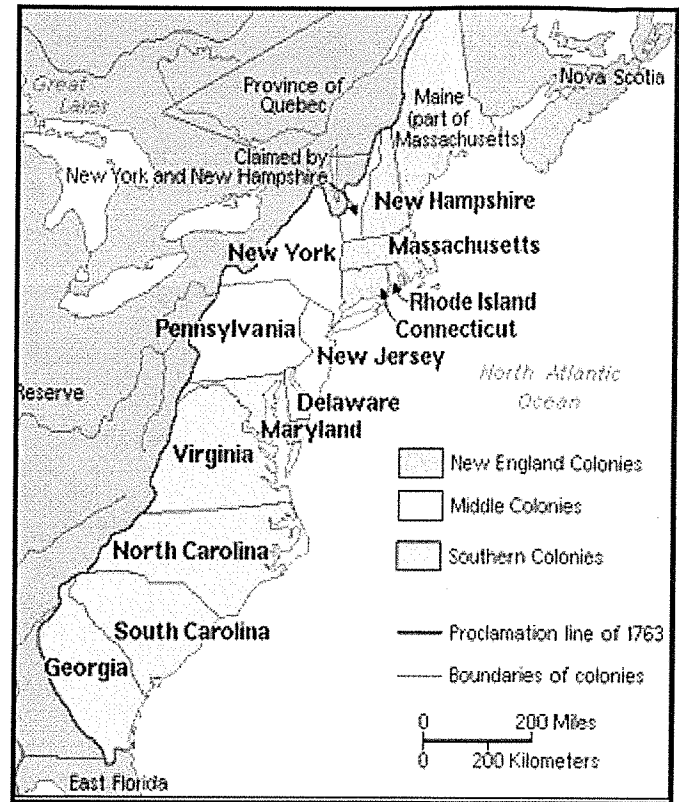 Great
Lakes
Province of
Quebec
Nova Scotia
Maine
(part of
Massachusetts)
Claimed by
New York and New Hampshire
New Hampshire
New York
Massachusetts
Rhode Island
Connecticut
Pennsylvania
New Jersey
North Atlantic
Ocean
Reserve
Delaware
Maryland
Virginia
New England Colonies
Middle Colonies
North Carolina
Southern Colonies
South Carolina
Proclamation line of 1763
Georgia
Boundaries of colonies
0 200 Miles
0 200 Kilometers
East Florida